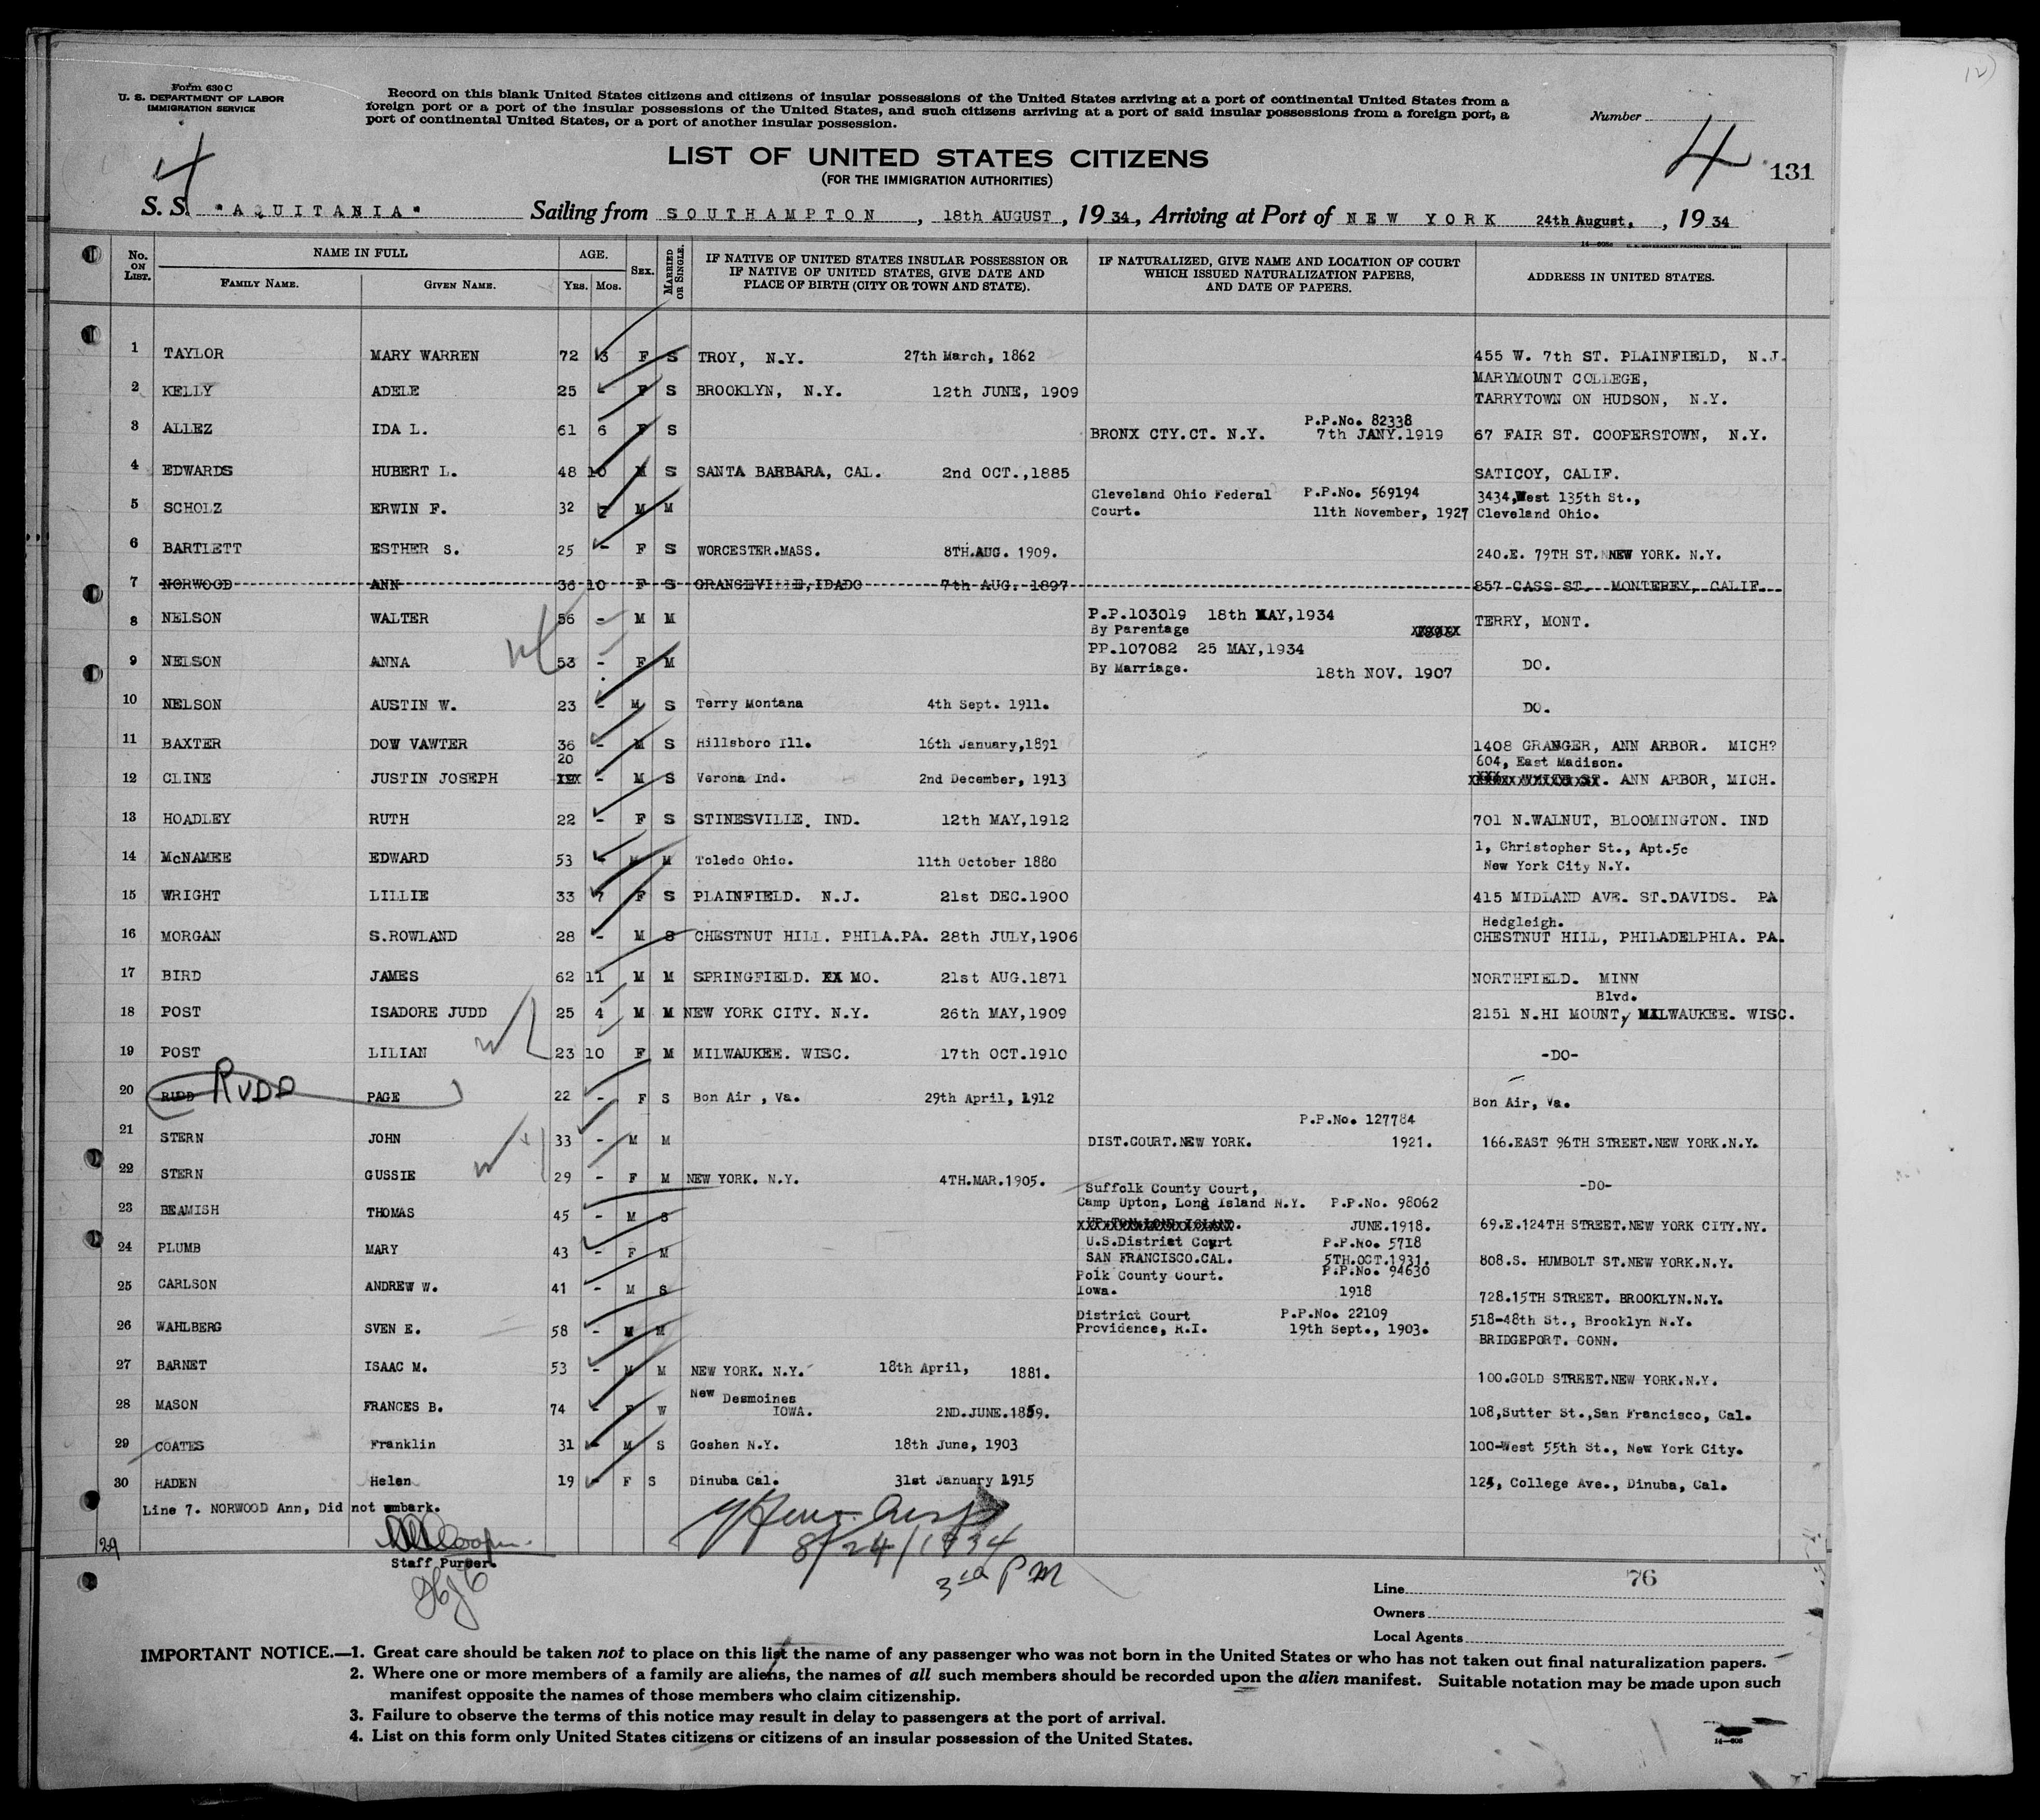 12)
Form 630 C
U. S. DEPARTMENT OF LABOR
IMMIGRATION SERVICE
Record on this blank United States citizens and citizens of insular possessions of the United States arriving at a port of continental United States from a
foreign port or a port of the insular possessions of the United States, and such citizens arriving at a port of said insular possessions from a foreign port, a
port of continental United States, or a port of another insular possession.
Number
4
LIST OF UNITED STATES CITIZENS
(FOR THE IMMIGRATION AUTHORITIES)
4 131
S. S. "AQUITANIA" Sailing from SOUTHAMPTON, 18th AUGUST, 1934, Arriving at Port of NEW YORK 24th August, , 1934
14—608c U. S. GOVERNMENT PRINTING OFFICE: 1931
No. ON LIST. NAME IN FULL AGE. SEX. MARRIED OR SINGLE. IF NATIVE OF UNITED STATES INSULAR POSSESSION OR IF NATIVE OF UNITED STATES, GIVE DATE AND PLACE OF BIRTH (CITY OR TOWN AND STATE). IF NATURALIZED, GIVE NAME AND LOCATION OF COURT WHICH ISSUED NATURALIZATION PAPERS, AND DATE OF PAPERS. ADDRESS IN UNITED STATES.
FAMILY NAME. GIVEN NAME. YRS. MOS.
1 TAYLOR MARY WARREN 72 3 F S TROY, N.Y. 27th March, 1862 455 W. 7th ST. PLAINFIELD, N.J.
2 KELLY ADELE 25 F S BROOKLYN, N.Y. 12th JUNE, 1909 MARYMOUNT COLLEGE,
TARRYTOWN ON HUDSON, N.Y.
P.P.No. 82338
3 ALLEZ IDA L. 61 6 F S BRONX CTY.CT. N.Y. 7th JANY.1919 67 FAIR ST. COOPERSTOWN, N.Y.
4 EDWARDS HUBERT L. 48 10 M S SANTA BARBARA, CAL. 2nd OCT.,1885 SATICOY, CALIF.
Cleveland Ohio Federal P.P.No. 569194 3434,West 135th St.,
5 SCHOLZ ERWIN F. 32 - M M Court. 11th November, 1927 Cleveland Ohio.
6 BARTLETT ESTHER S. 25 - F S WORCESTER.MASS. 8TH.AUG. 1909. 240.E. 79TH ST. NEW YORK. N.Y.
7 NORWOOD ANN 36 10 F S GRANSEVILLE,IDADO 7th AUG. 1897 857 CASS ST. MONTEREY, CALIF.
8 NELSON WALTER 56 - M M P.P.103019 18th MAY,1934 TERRY, MONT.
By Parentage
PP.107082 25 MAY,1934
9 NELSON ANNA 53 - F M By Marriage. 18th NOV. 1907 DO.
10 NELSON AUSTIN W. 23 - M S Terry Montana 4th Sept. 1911. DO.
11 BAXTER DOW VAWTER 36 - M S Hillsboro Ill. 16th January,1891 1408 GRANGER, ANN ARBOR. MICH?
20 604, East Madison.
12 CLINE JUSTIN JOSEPH - M S Verona Ind. 2nd December, 1913 ANN ARBOR, MICH.
13 HOADLEY RUTH 22 - F S STINESVILLE. IND. 12th MAY,1912 701 N.WALNUT, BLOOMINGTON. IND
14 McNAMEE EDWARD 53 - M M Toledo Ohio. 11th October 1880 1, Christopher St., Apt.5c
New York City N.Y.
15 WRIGHT LILLIE 33 7 F S PLAINFIELD. N.J. 21st DEC.1900 415 MIDLAND AVE. ST.DAVIDS. PA
Hedgleigh.
16 MORGAN S.ROWLAND 28 - M S CHESTNUT HILL. PHILA.PA. 28th JULY,1906 CHESTNUT HILL, PHILADELPHIA. PA.
17 BIRD JAMES 62 11 M M SPRINGFIELD. MO. 21st AUG.1871 NORTHFIELD. MINN
Blvd.
18 POST ISADORE JUDD 25 4 M M NEW YORK CITY. N.Y. 26th MAY,1909 2151 N.HI MOUNT, MILWAUKEE. WISC.
19 POST LILIAN 23 10 F M MILWAUKEE. WISC. 17th OCT.1910 -DO-
20 RUDD RUDD PAGE 22 - F S Bon Air , Va. 29th April, 1912 Bon Air, Va.
P.P.No. 127784
21 STERN JOHN 33 - M M DIST.COURT.NEW YORK. 1921. 166.EAST 96TH STREET.NEW YORK.N.Y.
22 STERN GUSSIE 29 - F M NEW YORK. N.Y. 4TH.MAR.1905. -DO-
Suffolk County Court,
Camp Upton, Long Island N.Y. P.P.No. 98062
23 BEAMISH THOMAS 45 - M S JUNE.1918. 69.E.124TH STREET.NEW YORK CITY.NY.
U.S.District Court P.P.No. 5718
24 PLUMB MARY 43 - F M SAN FRANCISCO.CAL. 5TH.OCT.1931. 808.S. HUMBOLT ST.NEW YORK.N.Y.
Polk County Court. P.P.No. 94630
25 CARLSON ANDREW W. 41 - M S Iowa. 1918 728.15TH STREET. BROOKLYN.N.Y.
District Court P.P.No. 22109 518-48th St., Brooklyn N.Y.
26 WAHLBERG SVEN E. 58 - M M Providence, R.I. 19th Sept., 1903. BRIDGEPORT. CONN.
27 BARNET ISAAC M. 53 - M M NEW YORK. N.Y. 18th April, 1881. 100.GOLD STREET.NEW YORK.N.Y.
New Desmoines
28 MASON FRANCES B. 74 - F W IOWA. 2ND.JUNE.1859. 108,Sutter St.,San Francisco, Cal.
29 COATES Franklin 31 - M S Goshen N.Y. 18th June, 1903 100-West 55th St., New York City.
30 HADEN Helen 19 - F S Dinuba Cal. 31st January 1915 124, College Ave., Dinuba, Cal.
Line 7. NORWOOD Ann, Did not embark.
29
8/24/1934
Staff Purser.
PM
76
Line
Owners
Local Agents
IMPORTANT NOTICE.—1. Great care should be taken not to place on this list the name of any passenger who was not born in the United States or who has not taken out final naturalization papers.
2. Where one or more members of a family are aliens, the names of all such members should be recorded upon the alien manifest. Suitable notation may be made upon such
manifest opposite the names of those members who claim citizenship.
3. Failure to observe the terms of this notice may result in delay to passengers at the port of arrival.
4. List on this form only United States citizens or citizens of an insular possession of the United States.
14—608